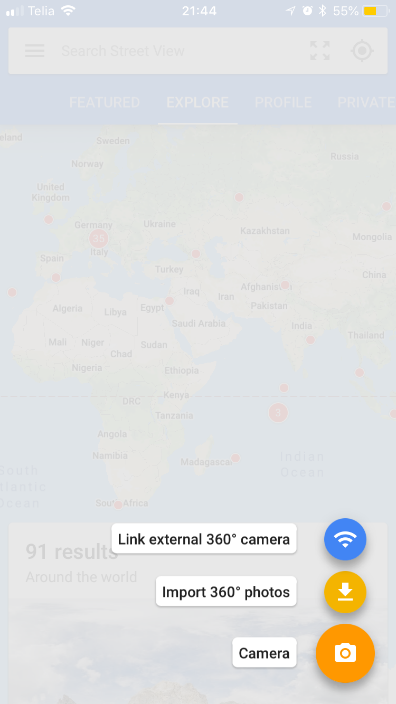 Telia 21:44 55%
Search Street View
FEATURED EXPLORE PROFILE PRIVATE
eland
Sweden
Norway
Russia
United
Kingdom
Germany
Ukraine
Kazakhstan
Mongolia
11
Italy
Spain
Turkey
China
Iraq
Iran
Afghanistan
Pakistan
Algeria
Libya
Egypt
Saudi Arabia
India
Thailand
Mali
Niger
Chad
Sudan
Nigeria
Ethiopia
DRC
Kenya
Tanzania
3
Angola
Namibia
Madagascar
Indian
Ocean
South
Atlantic
Ocean
South Africa
91 results
Around the world
Link external 360° camera
Import 360° photos
Camera